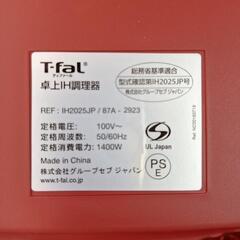 T-fal
ティファール
卓上IH調理器
総務省基準適合
型式確認第IH2025JP号
株式会社グループセブ ジャパン
REF : IH2025JP / 87A - 2923
定格電圧： 100V～
定格周波数： 50/60Hz
定格消費電力： 1400W
Made in China
株式会社グループセブ ジャパン
www.t-fal.co.jp
UL Japan
PS
E